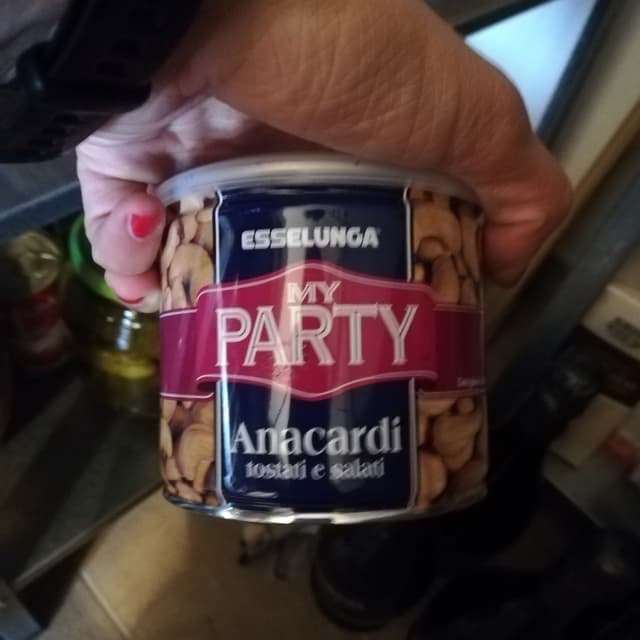 ESSELUNGA
MY
PARTY
Anacardi
tostati e salati